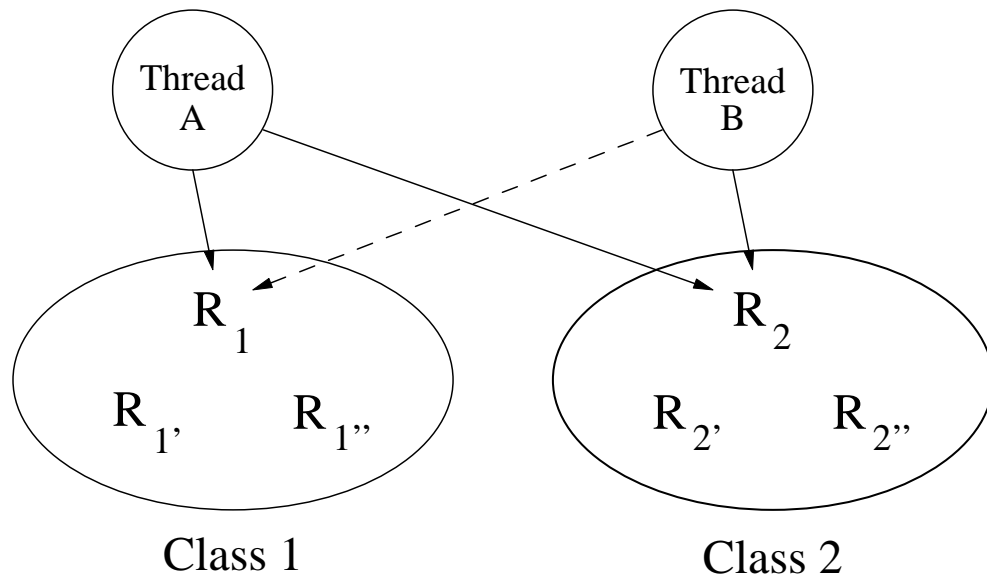 Thread
A
Thread
B
R 1
R 2
R 1’
R 1”
R 2’
R 2”
Class 1
Class 2